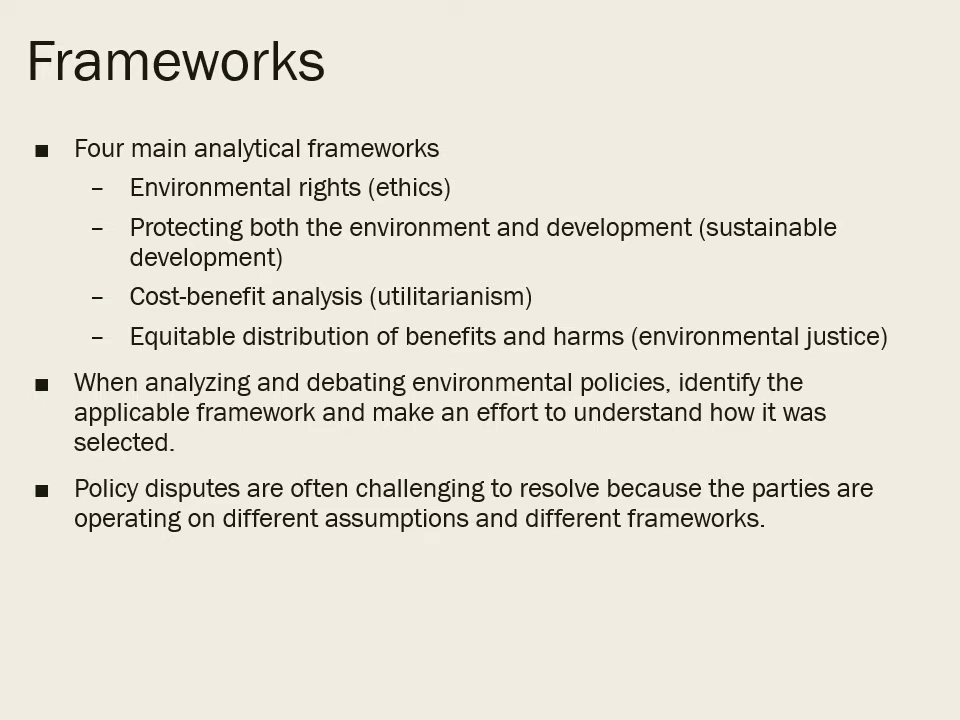 Frameworks
■ Four main analytical frameworks
– Environmental rights (ethics)
– Protecting both the environment and development (sustainable
development)
– Cost-benefit analysis (utilitarianism)
– Equitable distribution of benefits and harms (environmental justice)
■ When analyzing and debating environmental policies, identify the
applicable framework and make an effort to understand how it was
selected.
■ Policy disputes are often challenging to resolve because the parties are
operating on different assumptions and different frameworks.